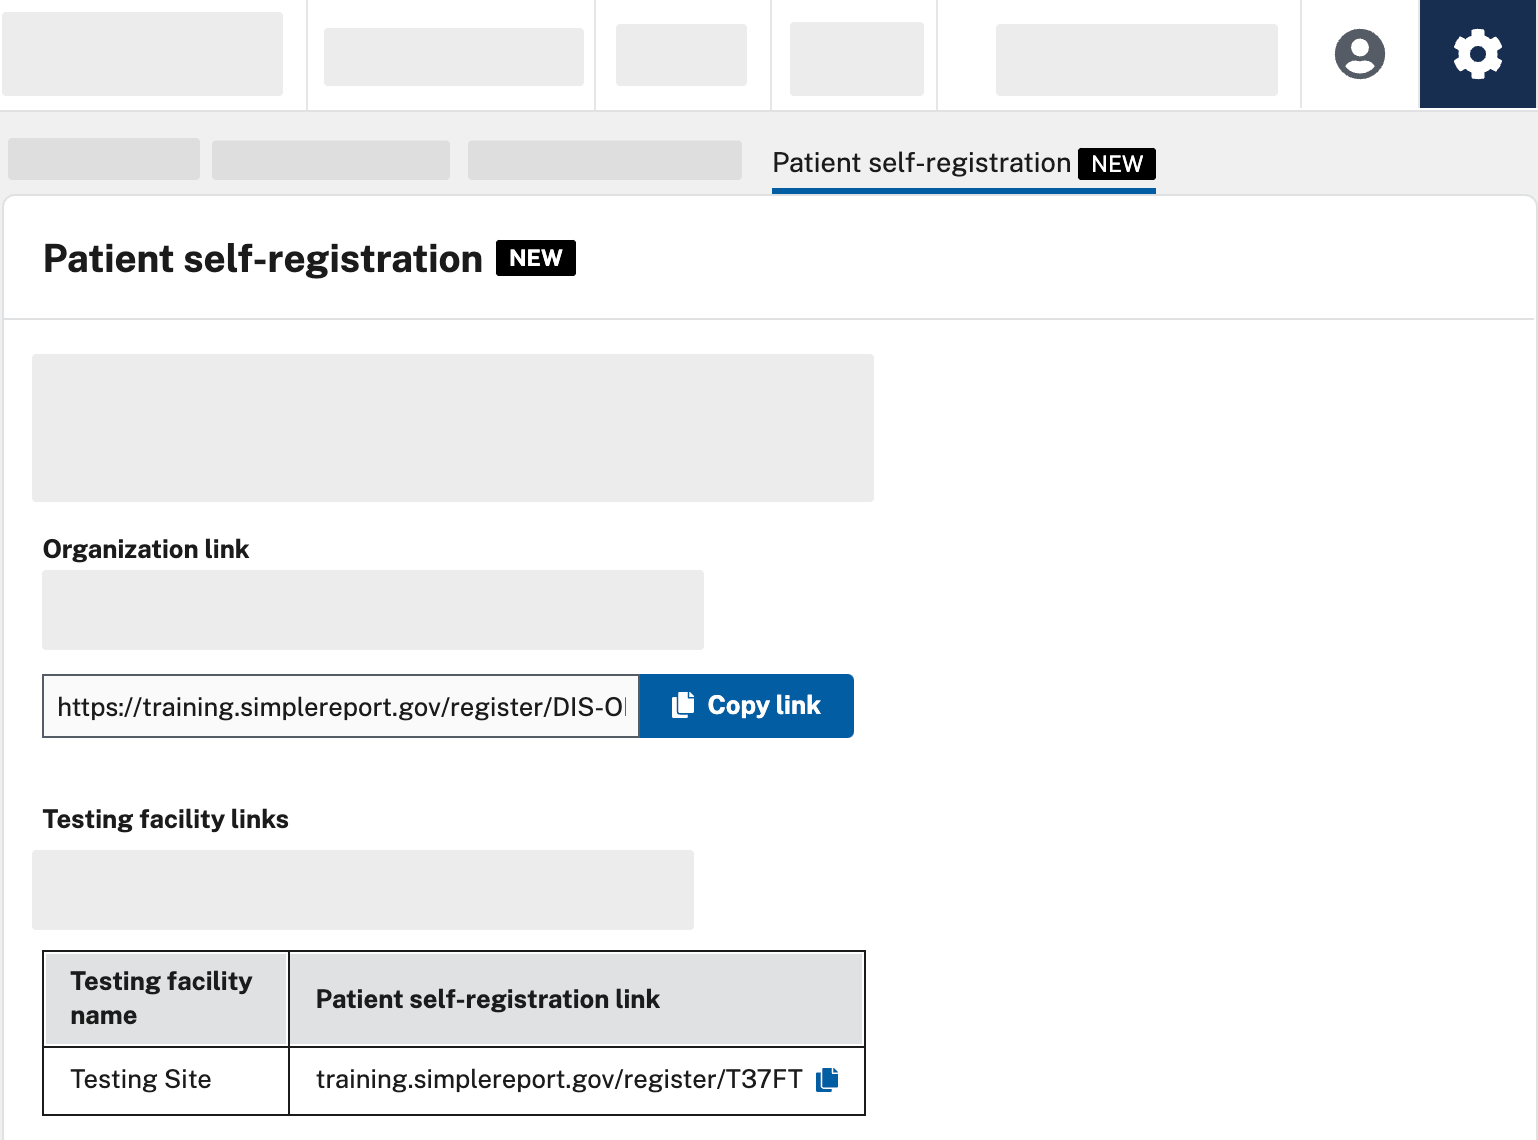 Patient self-registration NEW
Patient self-registration NEW
Organization link
https://training.simplereport.gov/register/DIS-O
Copy link
Testing facility links
Testing facility
name
Patient self-registration link
Testing Site
training.simplereport.gov/register/T37FT